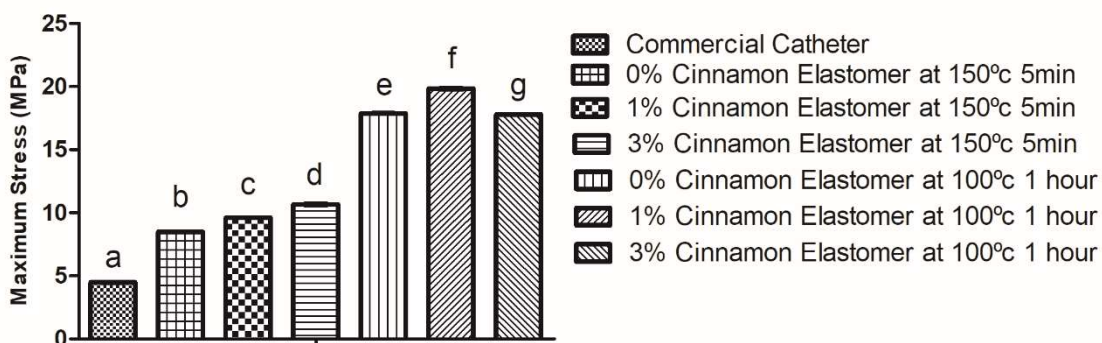 Maximum Stress (MPa)
25
20
15
10
5
0
a
b
c
d
e
f
g
Commercial Catheter
0% Cinnamon Elastomer at 150ºc 5min
1% Cinnamon Elastomer at 150ºc 5min
3% Cinnamon Elastomer at 150ºc 5min
0% Cinnamon Elastomer at 100ºc 1 hour
1% Cinnamon Elastomer at 100ºc 1 hour
3% Cinnamon Elastomer at 100ºc 1 hour